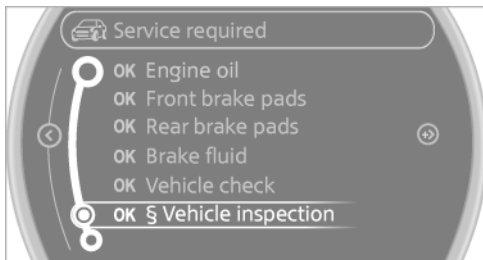 Service required
OK Engine oil
OK Front brake pads
OK Rear brake pads
OK Brake fluid
OK Vehicle check
OK § Vehicle inspection